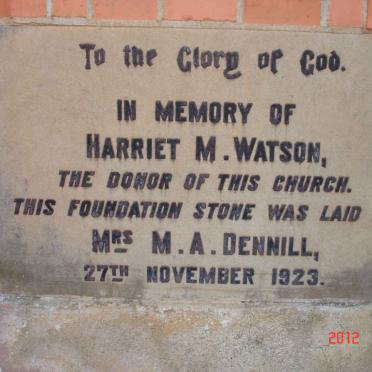 To the Glory of God.
IN MEMORY OF
HARRIET M. WATSON,
THE DONOR OF THIS CHURCH.
THIS FOUNDATION STONE WAS LAID
MRS M. A. DENNILL,
27TH NOVEMBER 1923.
2012